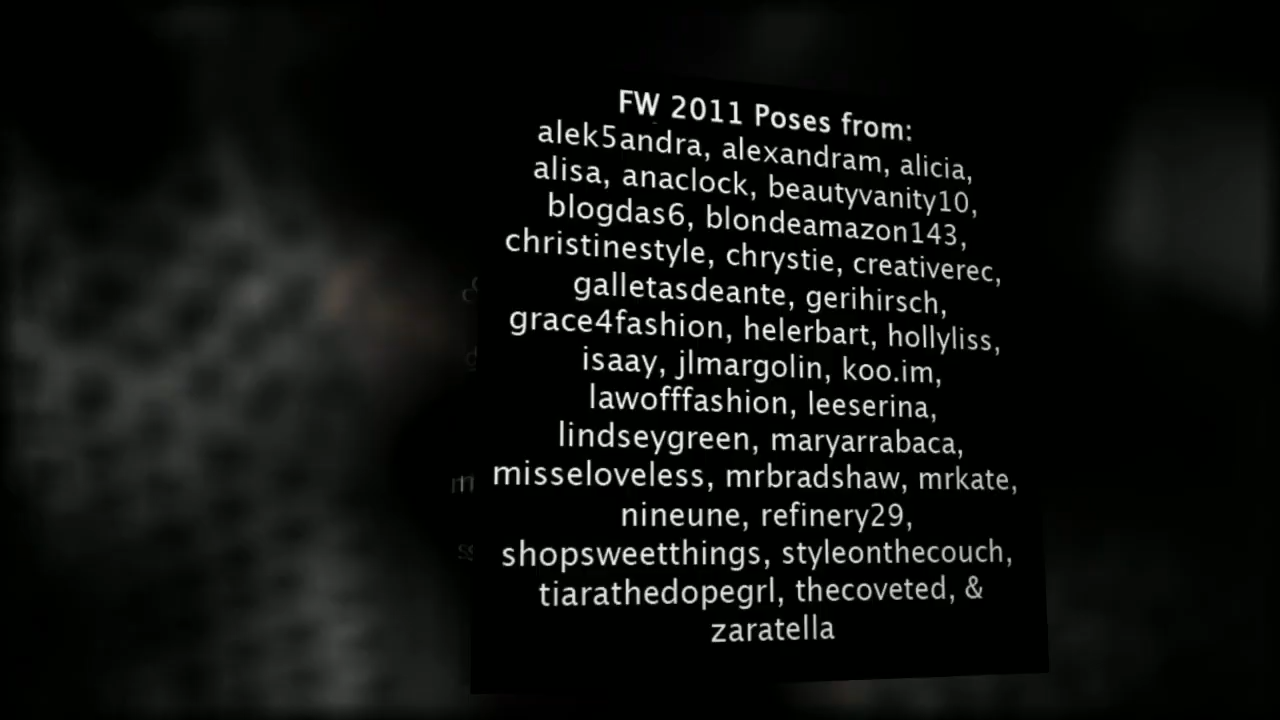 FW 2011 Poses from:
alek5andra, alexandram, alicia,
alisa, anaclock, beautyvanity10,
blogdas6, blondeamazon143,
christinestyle, chrystie, creativerec,
galletasdeante, gerihirsch,
grace4fashion, helerbart, hollyliss,
isaay, jlmargolin, koo.im,
lawofffashion, leeserina,
lindseygreen, maryarrabaca,
misseloveless, mrbradshaw, mrkate,
nineune, refinery29,
shopsweetthings, styleonthecouch,
tiarathedopegrl, thecoveted, &
zaratella